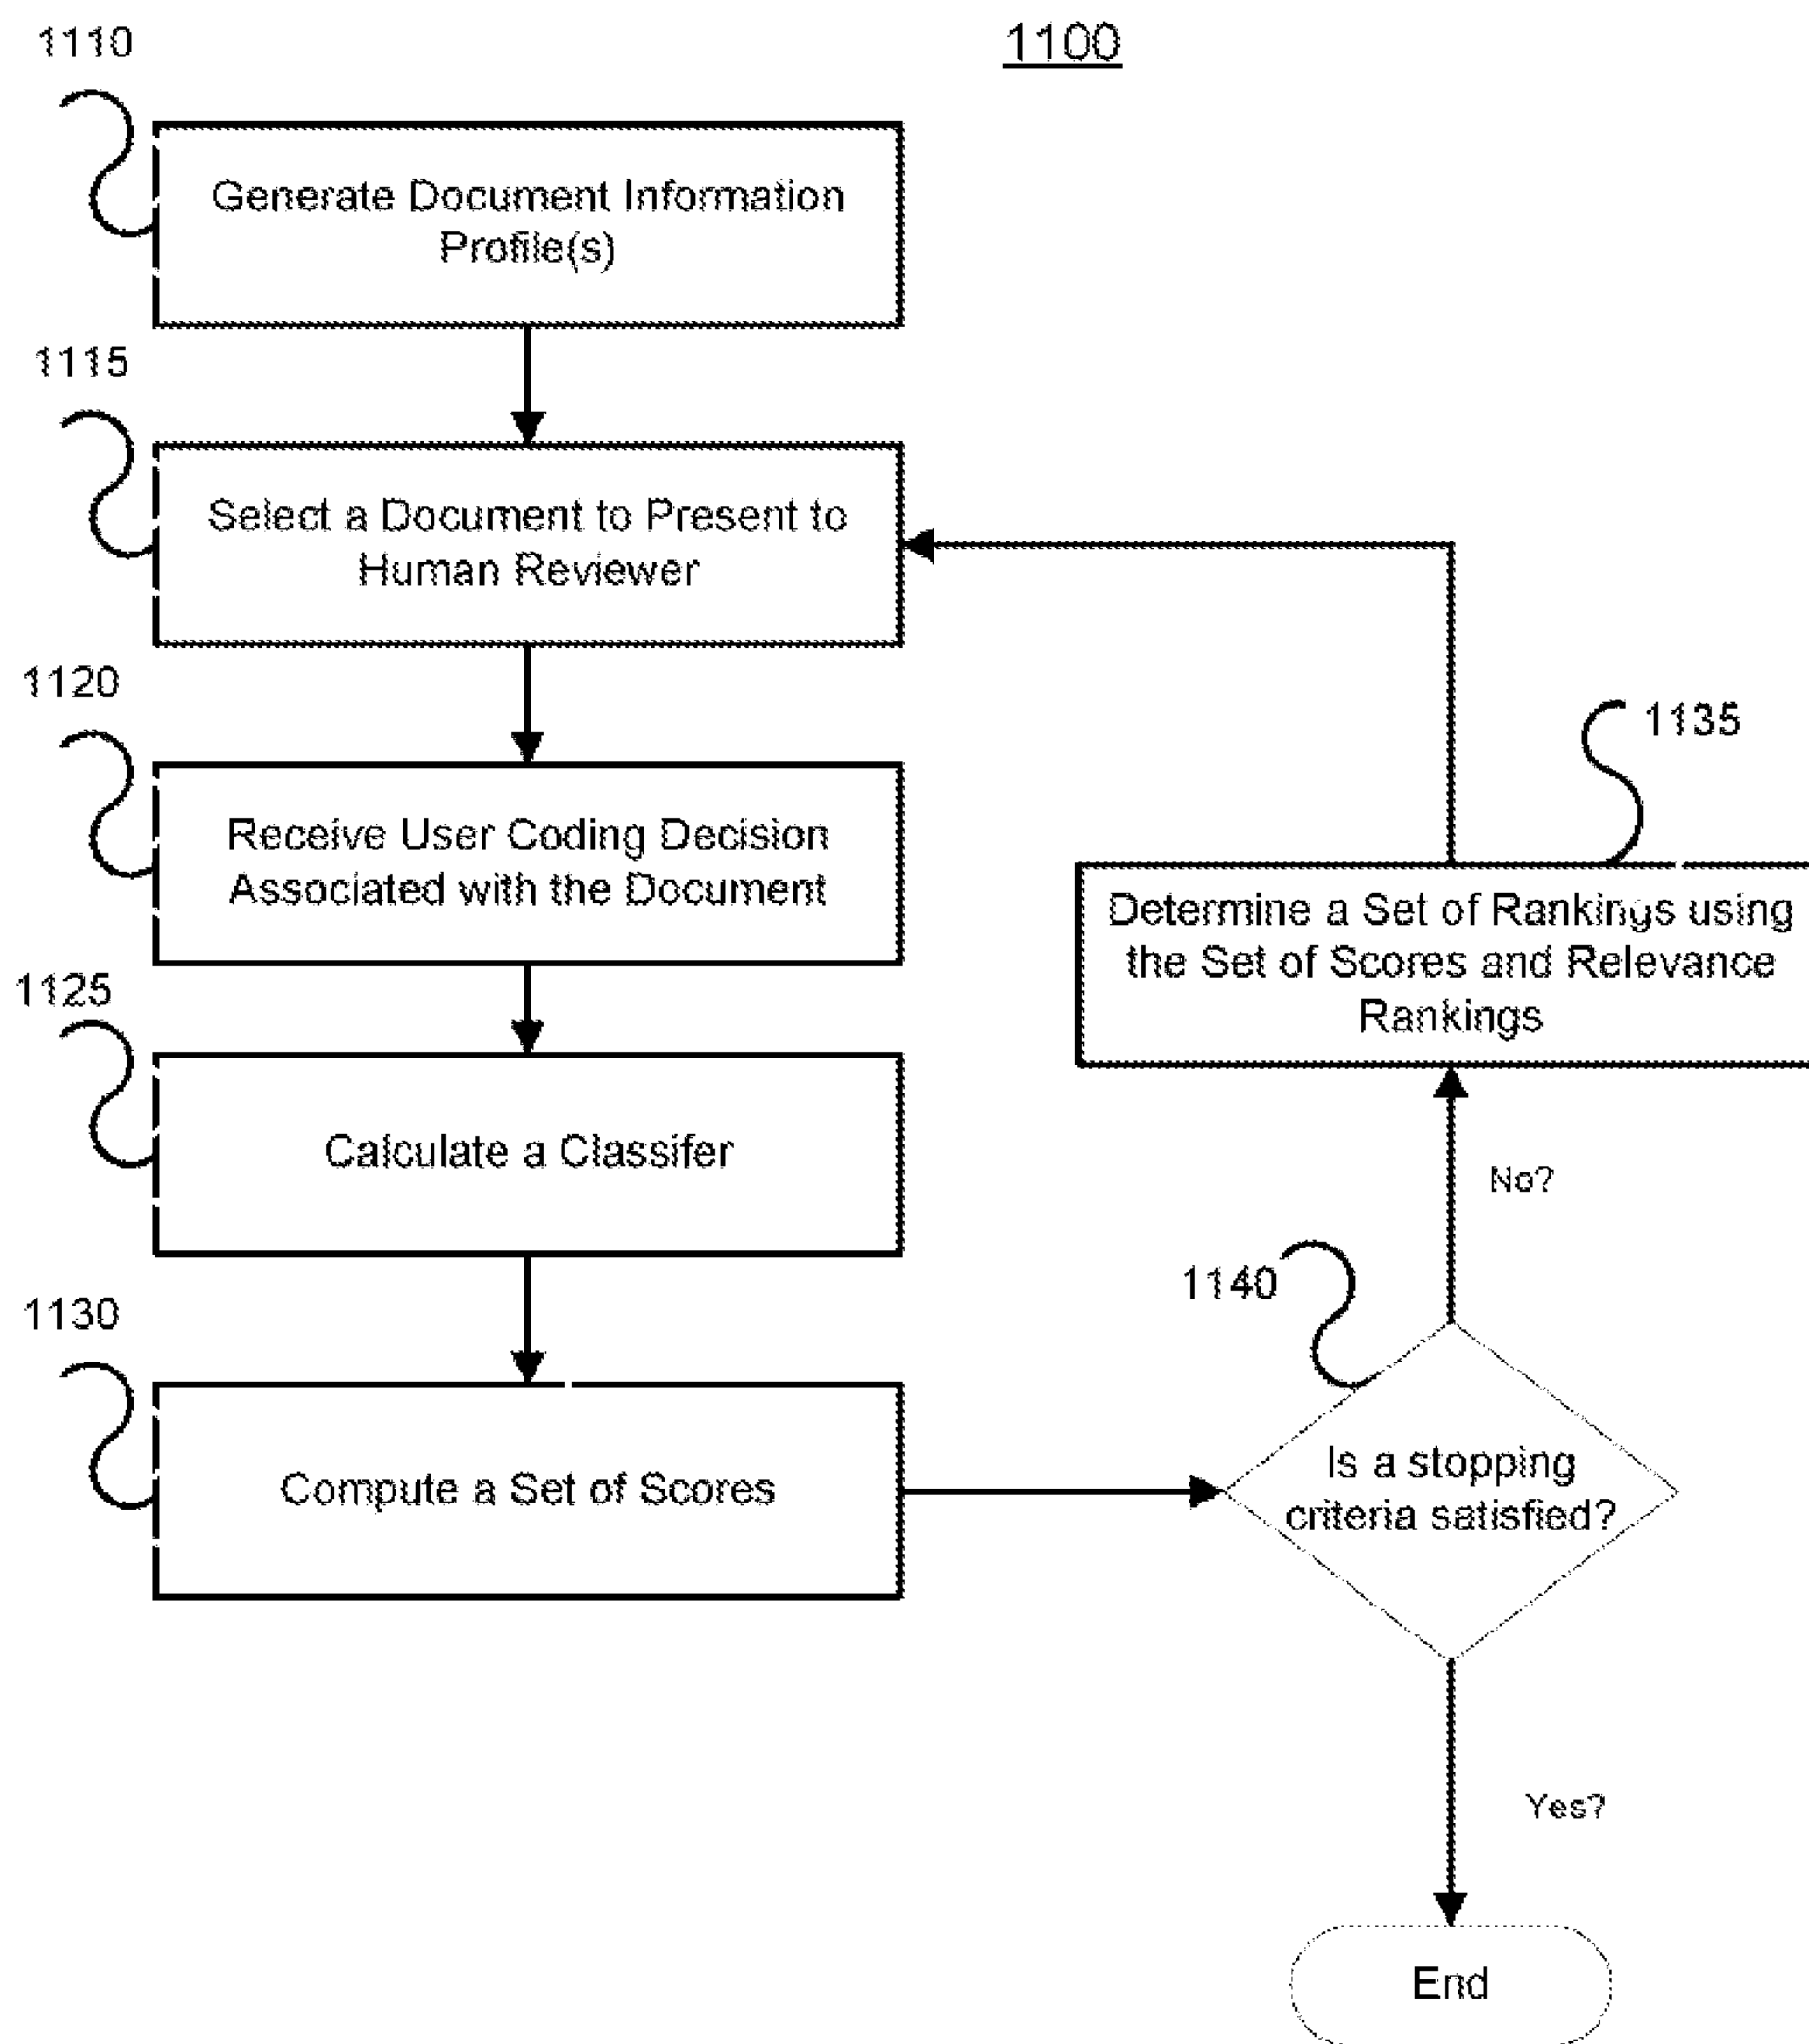 1110
1100
Generate Document Information
Profile(s)
1115
Select a Document to Present to
Human Reviewer
1120
Receive User Coding Decision
Associated with the Document
1135
Determine a Set of Rankings using
the Set of Scores and Relevance
Rankings
1125
Calculate a Classifer
No?
1140
1130
Compute a Set of Scores
Is a stopping
criteria satisfied?
Yes?
End